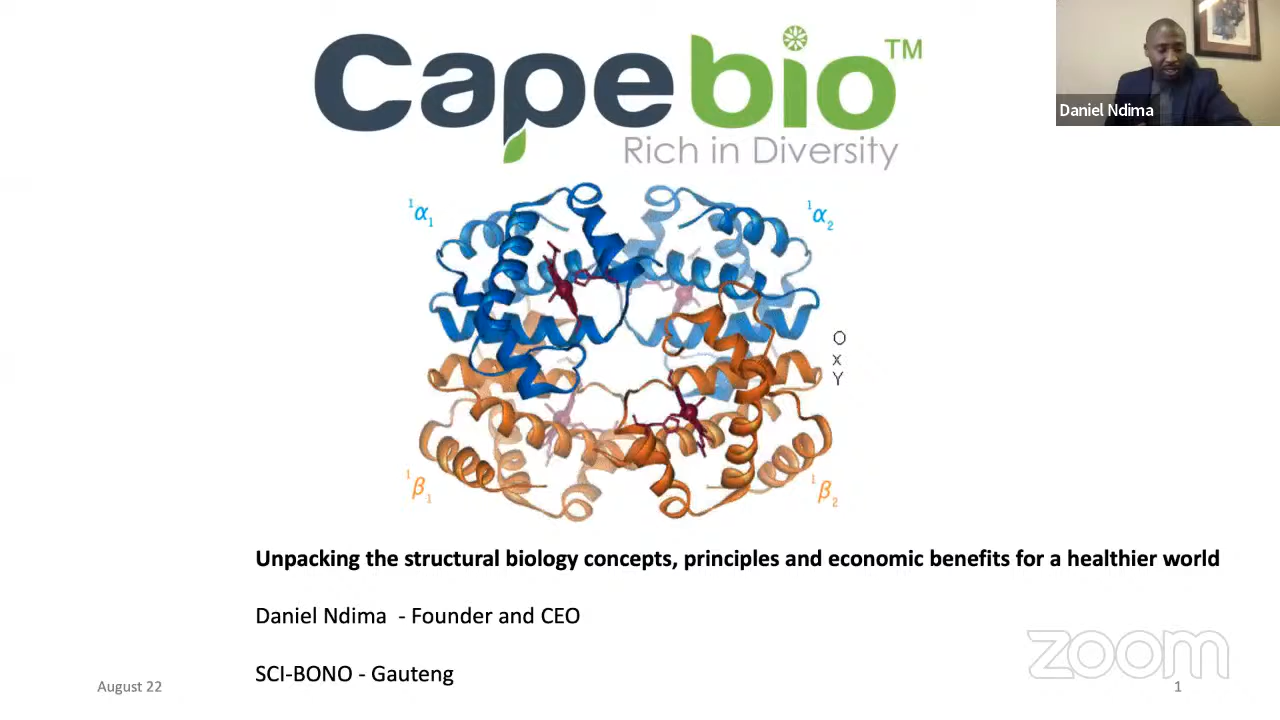 Capebio™
Rich in Diversity
Daniel Ndima
¹α₁
¹α₂
O
x
Y
¹β₁
¹β₂
Unpacking the structural biology concepts, principles and economic benefits for a healthier world
Daniel Ndima - Founder and CEO
SCI-BONO - Gauteng
zoom
August 22
1